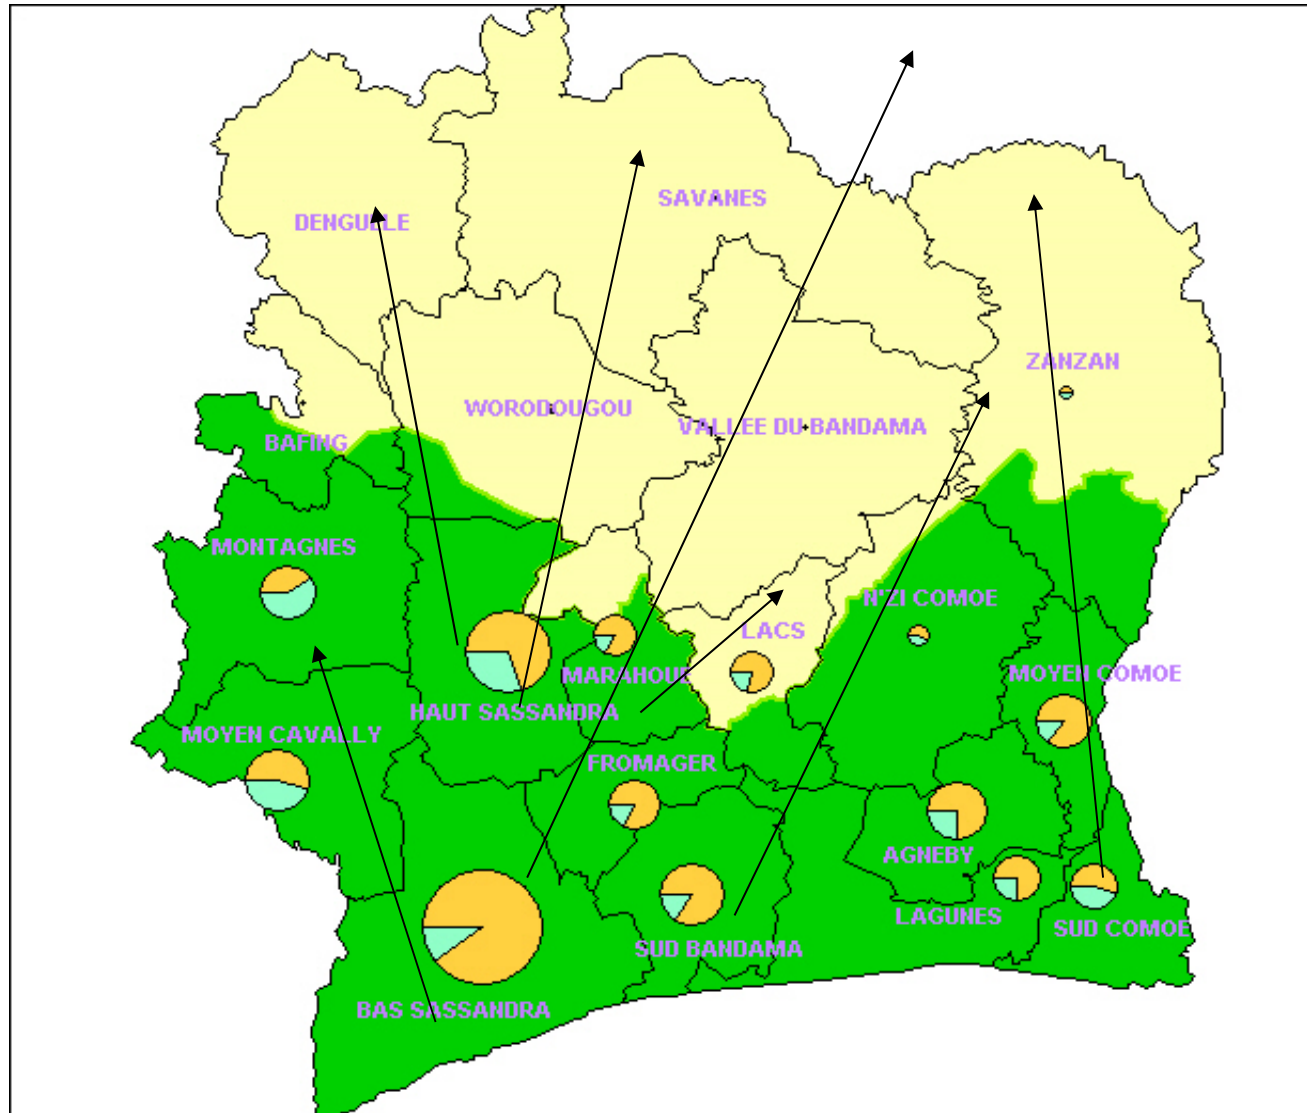 SAVANES
DENGUELE
ZANZAN
WORODOUGOU
VALLEE DU BANDAMA
BAFING
MONTAGNES
N'ZI COMOE
LACS
MARAHOUE
MOYEN COMOE
HAUT SASSANDRA
MOYEN CAVALLY
FROMAGER
AGNEBY
LAGUNES
SUD COMOE
SUD BANDAMA
BAS SASSANDRA